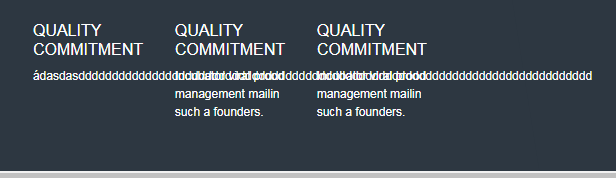 QUALITY
COMMITMENT
QUALITY
COMMITMENT
management mailin
such a founders.
QUALITY
COMMITMENT
management mailin
such a founders.